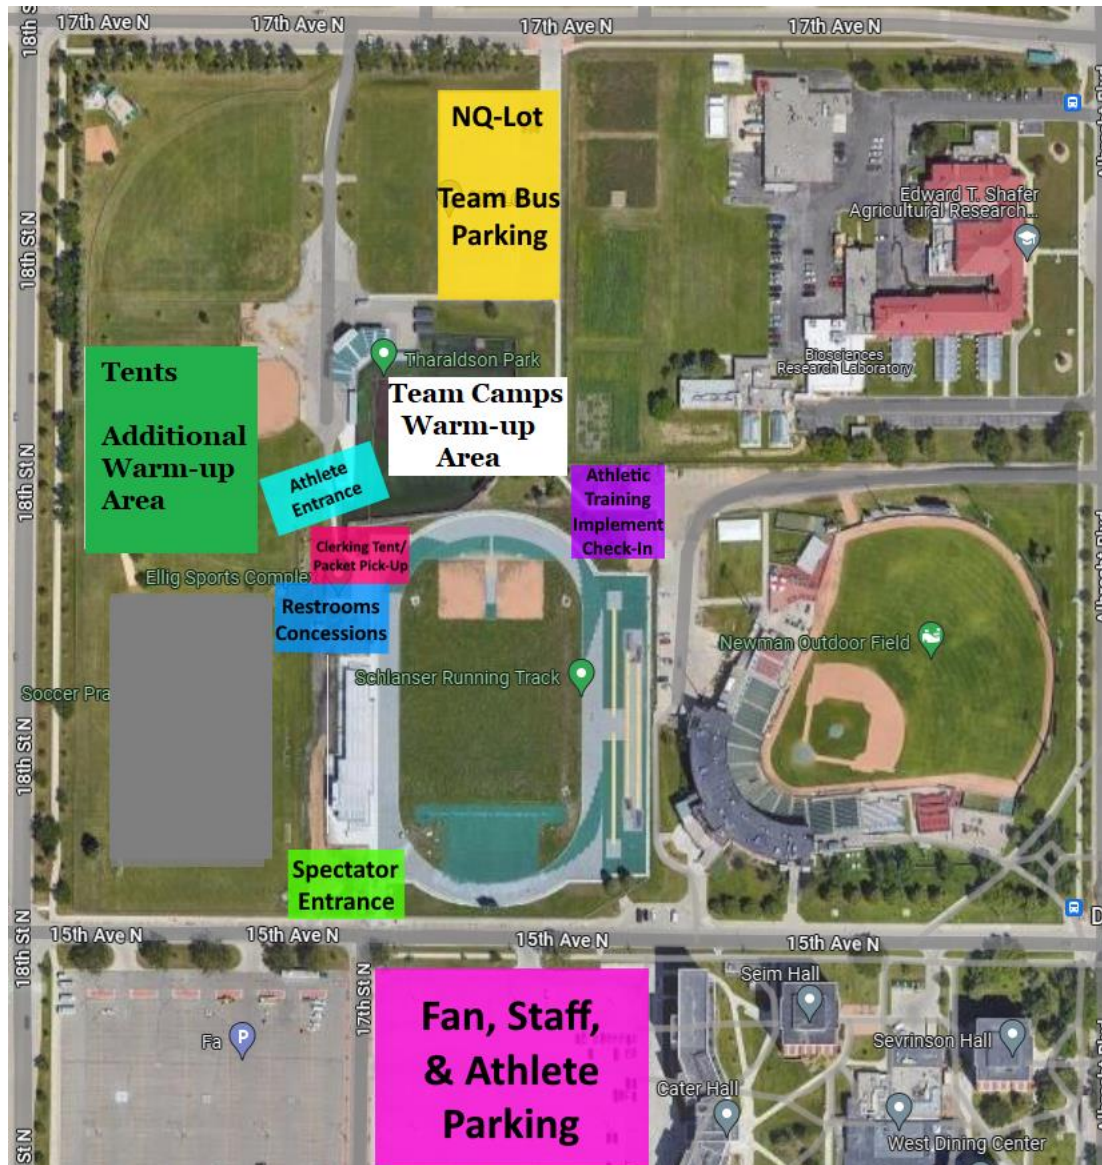 17th Ave N
17th Ave N
17th Ave N
17th Ave N
18th S
NQ-Lot
Team Bus
Parking
Edward T. Shafer
Agricultural Research...
18th St N
Biosciences
Research Laboratory
Tharaldson Park
Tents
Additional
Warm-up
Area
Team Camps
Warm-up
Area
18th St N
Athlete
Entrance
Athletic
Training
Implement
Check-In
Clerking Tent/
Packet Pick-Up
Ellig Sports Comple
Restrooms
Concessions
Newman Outdoor Field
Schlanser Running Track
Soccer Pra
18th St N
Spectator
Entrance
18th St N
15th Ave N
15th Ave N
15th Ave N
15th Ave N
D
17th St N
Fan, Staff,
& Athlete
Parking
Seim Hall
Fa
P
Sevrinson Hall
Cater Hall
West Dining Center
St N